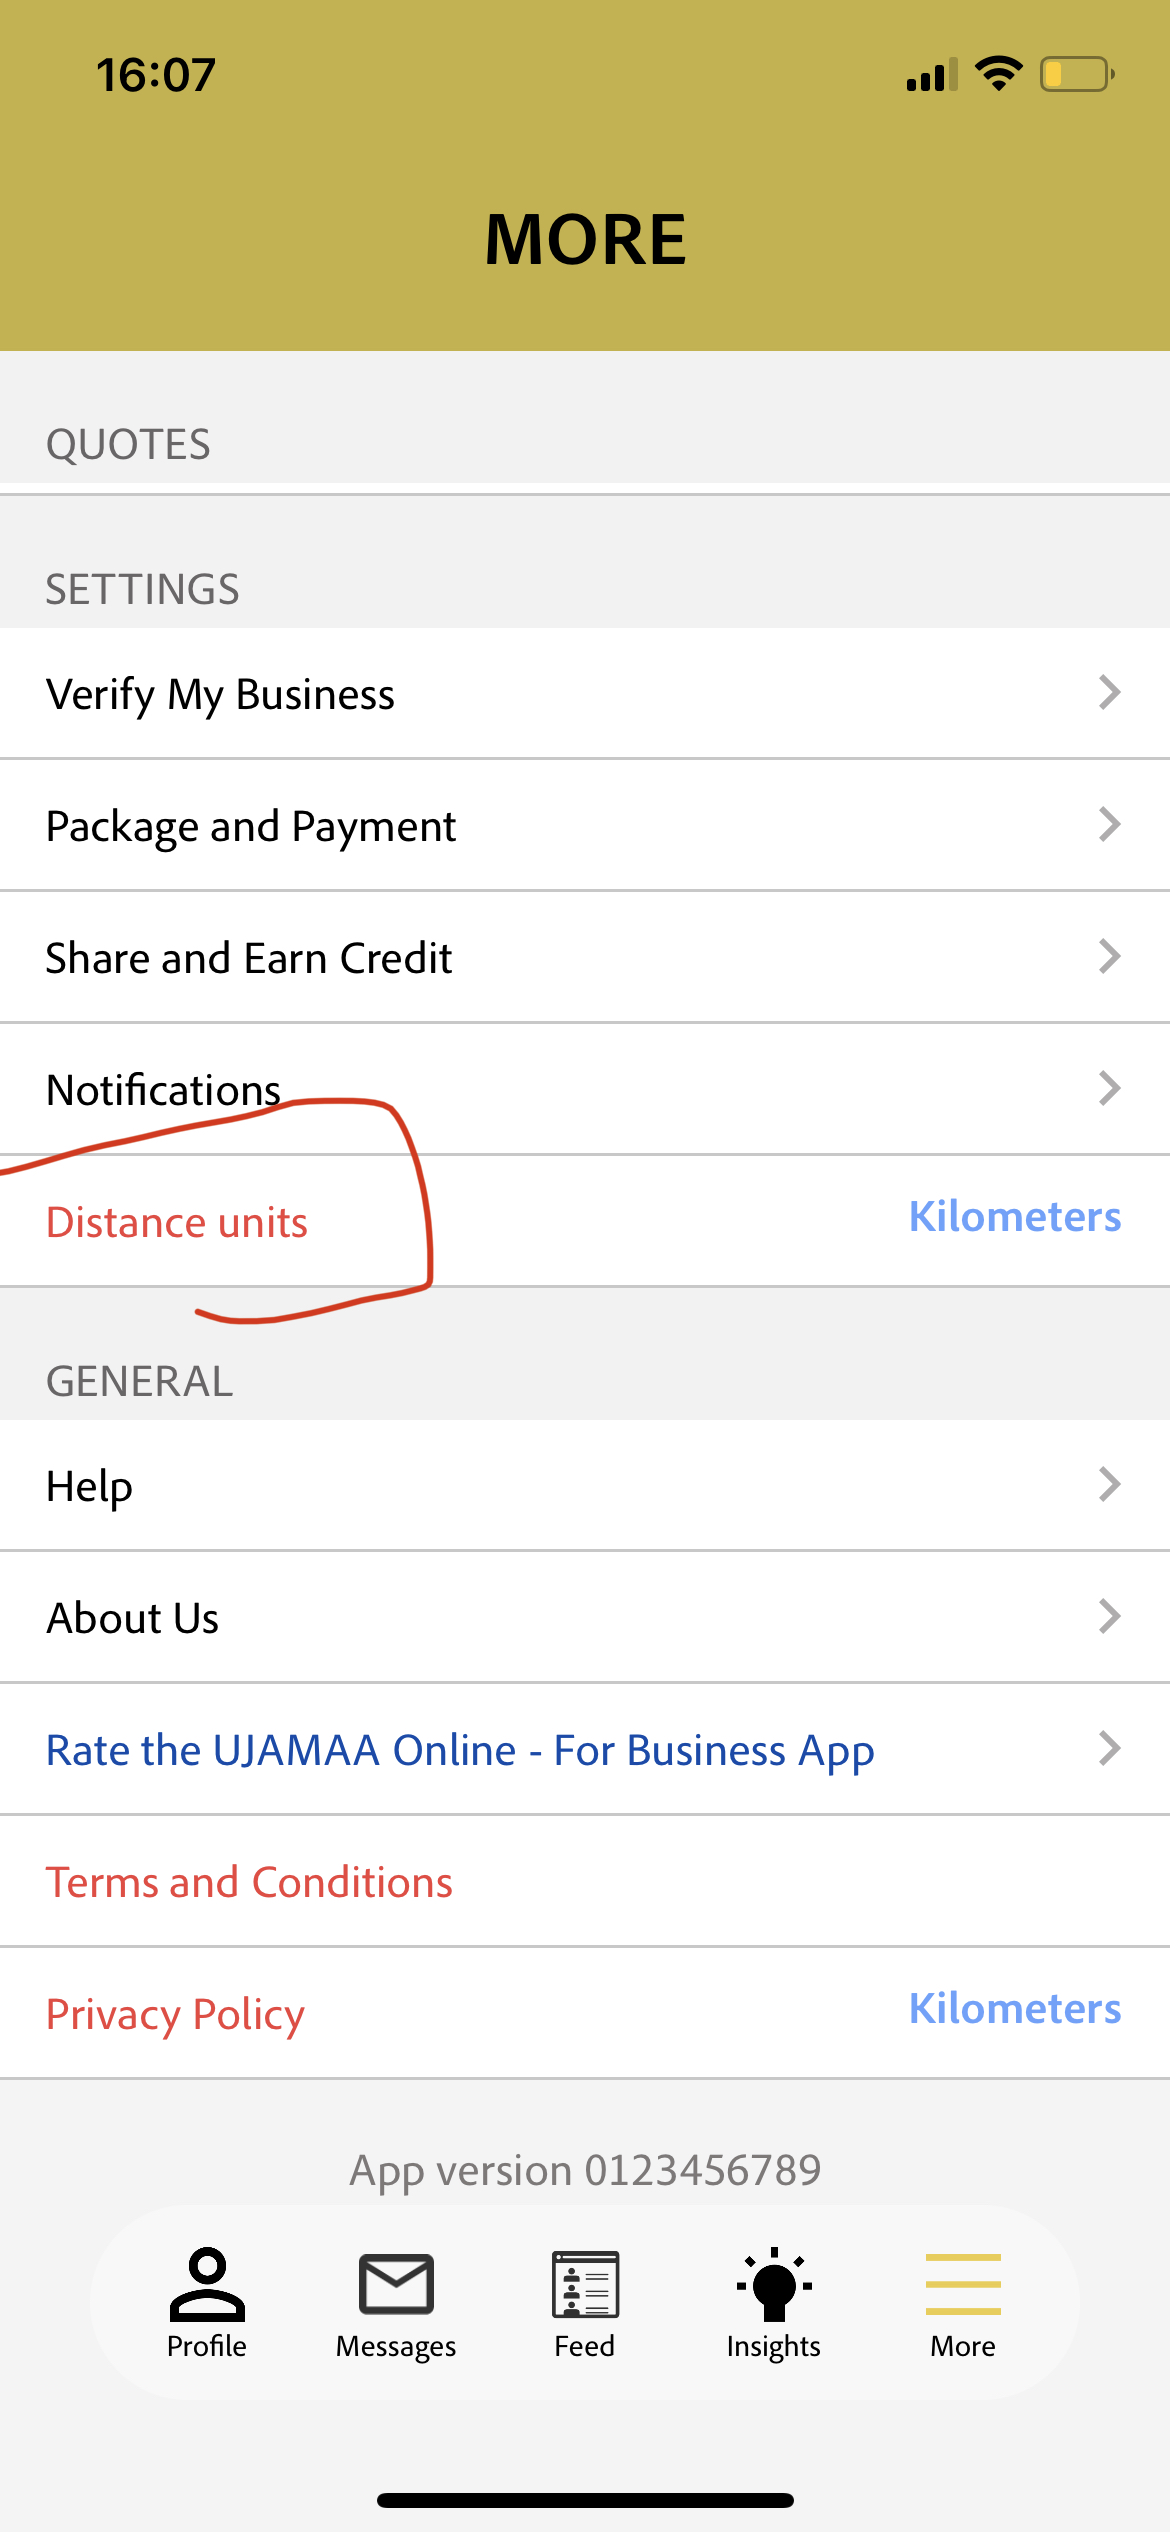 16:07
MORE
QUOTES
SETTINGS
Verify My Business
Package and Payment
Share and Earn Credit
Notifications
Distance units Kilometers
GENERAL
Help
About Us
Rate the UJAMAA Online - For Business App
Terms and Conditions
Privacy Policy Kilometers
App version 0123456789
Profile Messages Feed Insights More